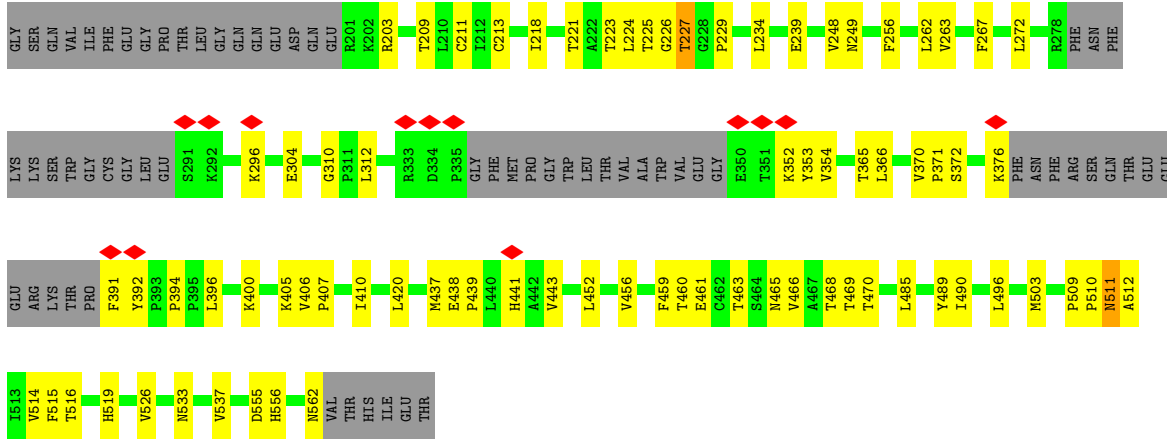 GLY SER GLN VAL ILE PHE GLU GLY PRO THR LEU GLY GLN GLN GLU ASP GLN GLU R201 K202 R203 T209 L210 C211 I212 C213 I218 T221 A222 T223 L224 T225 G226 T227 G228 P229 L234 E239 V248 N249 F256 L262 V263 F267 L272 R278 PHE ASN PHE
LYS LYS SER TRP GLY CYS GLY LEU GLU S291 K292 K296 E304 G310 P311 L312 R333 D334 P335 GLY PHE MET PRO GLY TRP LEU THR VAL ALA TRP VAL GLU GLY E350 T351 K352 Y353 V354 T365 L366 V370 P371 S372 K376 PHE ASN PHE ARG SER GLN THR GLU GLU
GLU ARG LYS THR PRO F391 Y392 P393 P394 P395 L396 K400 K405 V406 P407 I410 L420 M437 E438 P439 L440 H441 A442 V443 L452 V456 F459 T460 E461 C462 T463 S464 N465 V466 A467 T468 T469 T470 L485 Y489 I490 L496 M503 P509 P510 N511 A512
I513 V514 F515 T516 H519 V526 N533 V537 D555 H556 N562 VAL THR HIS ILE GLU THR